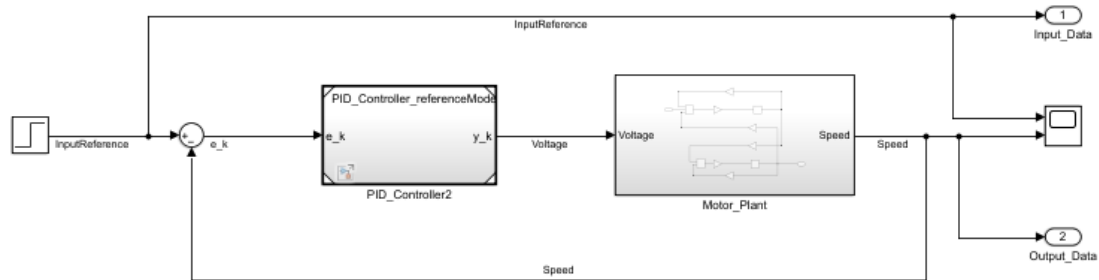 1
InputReference
Input_Data
PID_Controller_referenceMode
InputReference
+
−
e_k
e_k
y_k
Voltage
Voltage
Speed
Speed
PID_Controller2
Motor_Plant
2
Output_Data
Speed